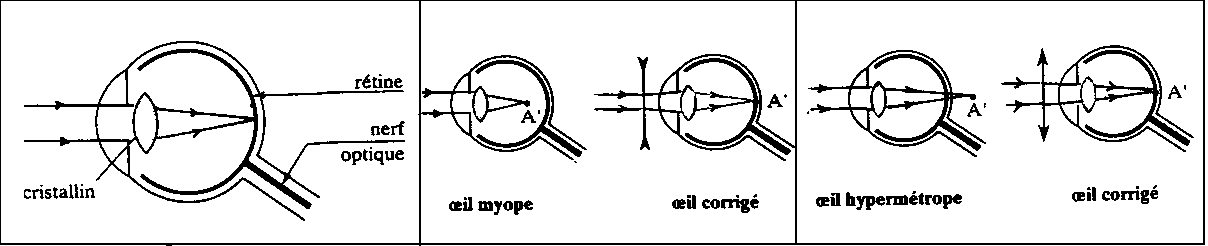 rétine
nerf
optique
cristallin
A'
œil myope
A'
œil corrigé
A'
œil hypermétrope
A'
œil corrigé